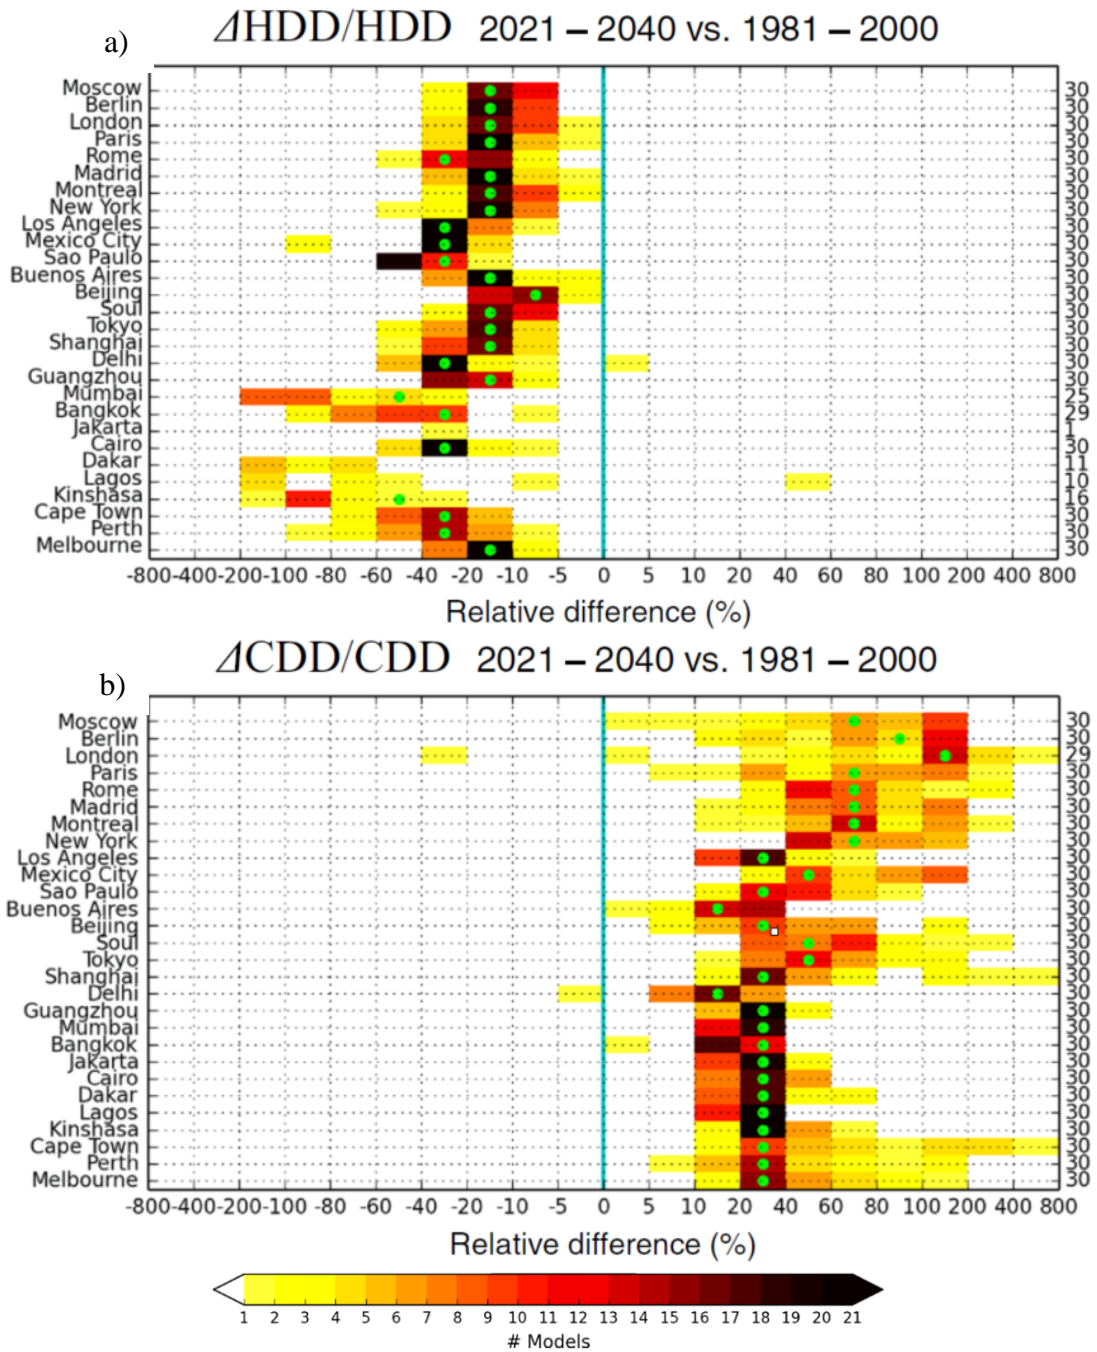 a)
ΔHDD/HDD 2021 – 2040 vs. 1981 – 2000
Moscow 30
Berlin 30
London 30
Paris 30
Rome 30
Madrid 30
Montreal 30
New York 30
Los Angeles 30
Mexico City 30
Sao Paulo 30
Buenos Aires 30
Beijing 30
Soul 30
Tokyo 30
Shanghai 30
Delhi 30
Guangzhou 30
Mumbai 25
Bangkok 29
Jakarta 1
Cairo 30
Dakar 11
Lagos 10
Kinshasa 16
Cape Town 30
Perth 30
Melbourne 30
-800 -400 -200 -100 -80 -60 -40 -20 -10 -5 0 5 10 20 40 60 80 100 200 400 800
Relative difference (%)
b)
ΔCDD/CDD 2021 – 2040 vs. 1981 – 2000
Moscow 30
Berlin 30
London 29
Paris 30
Rome 30
Madrid 30
Montreal 30
New York 30
Los Angeles 30
Mexico City 30
Sao Paulo 30
Buenos Aires 30
Beijing 30
Soul 30
Tokyo 30
Shanghai 30
Delhi 30
Guangzhou 30
Mumbai 30
Bangkok 30
Jakarta 30
Cairo 30
Dakar 30
Lagos 30
Kinshasa 30
Cape Town 30
Perth 30
Melbourne 30
-800 -400 -200 -100 -80 -60 -40 -20 -10 -5 0 5 10 20 40 60 80 100 200 400 800
Relative difference (%)
1 2 3 4 5 6 7 8 9 10 11 12 13 14 15 16 17 18 19 20 21
# Models